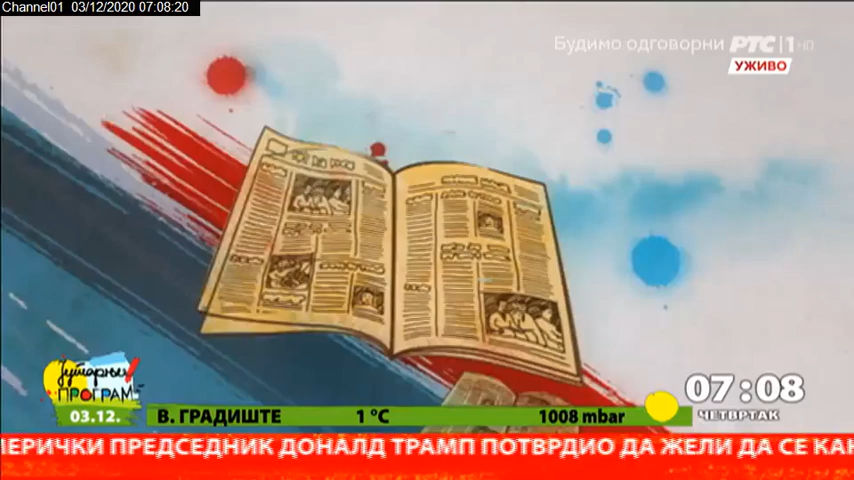 Channel01 03/12/2020 07:08:20
Будимо одговорни РТС 1 HD
УЖИВО
Јутарњи
ПРОГРАМ
03.12.
В. ГРАДИШТЕ 1 °C 1008 mbar
07:08
ЧЕТВРТАК
МЕРИЧКИ ПРЕДСЕДНИК ДОНАЛД ТРАМП ПОТВРДИО ДА ЖЕЛИ ДА СЕ КАН